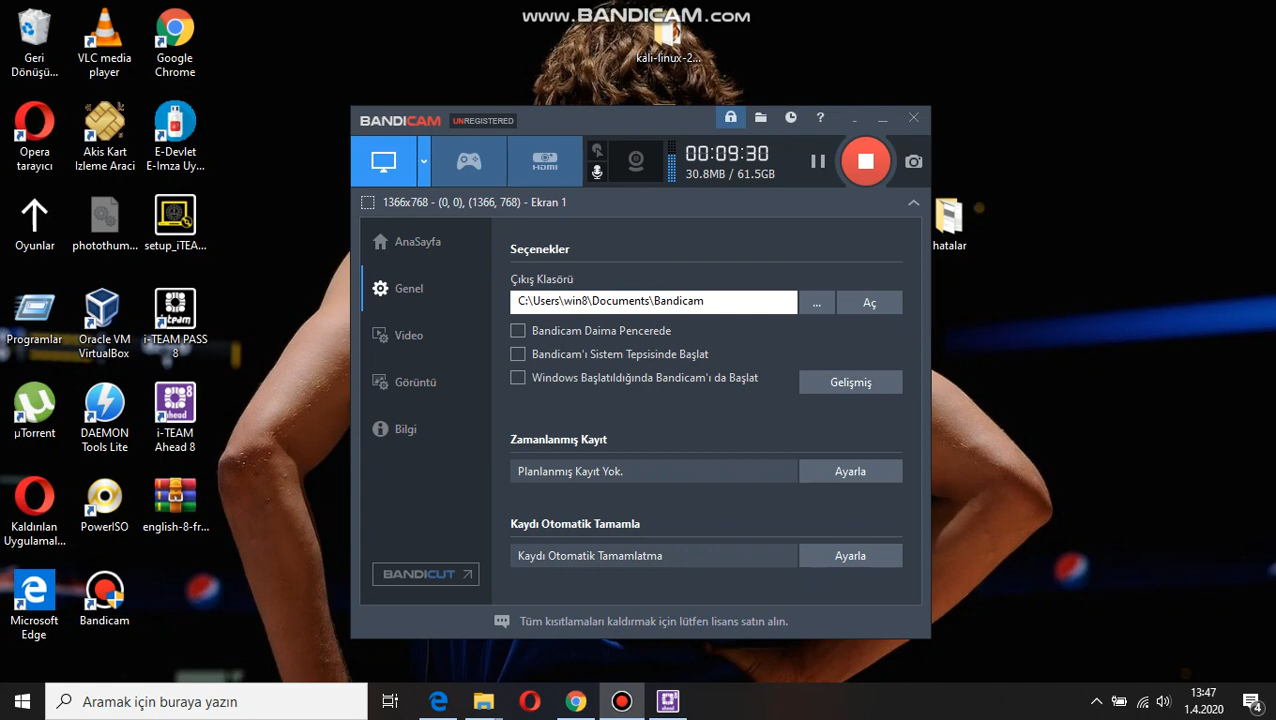 www.BANDICAM.com
Geri
Dönüşü...
VLC media
player
Google
Chrome
kali-linux-2...
Opera
tarayıcı
Akis Kart
Izleme Araci
E-Devlet
E-Imza Uy...
Oyunlar
photothum...
setup_iTEA...
hatalar
Programlar
Oracle VM
VirtualBox
i-TEAM PASS
8
µTorrent
DAEMON
Tools Lite
i-TEAM
Ahead 8
Kaldırılan
Uygulamal...
PowerISO
english-8-fr...
Microsoft
Edge
Bandicam
BANDICAM UNREGISTERED
HDMI
00:09:30
30.8MB / 61.5GB
1366x768 - (0, 0), (1366, 768) - Ekran 1
AnaSayfa
Genel
Video
Görüntü
Bilgi
BANDICUT
Seçenekler
Çıkış Klasörü
C:\Users\win8\Documents\Bandicam
...
Aç
Bandicam Daima Pencerede
Bandicam'ı Sistem Tepsisinde Başlat
Windows Başlatıldığında Bandicam'ı da Başlat
Gelişmiş
Zamanlanmış Kayıt
Planlanmış Kayıt Yok.
Ayarla
Kaydı Otomatik Tamamla
Kaydı Otomatik Tamamlatma
Ayarla
Tüm kısıtlamaları kaldırmak için lütfen lisans satın alın.
Aramak için buraya yazın
13:47
1.4.2020
4